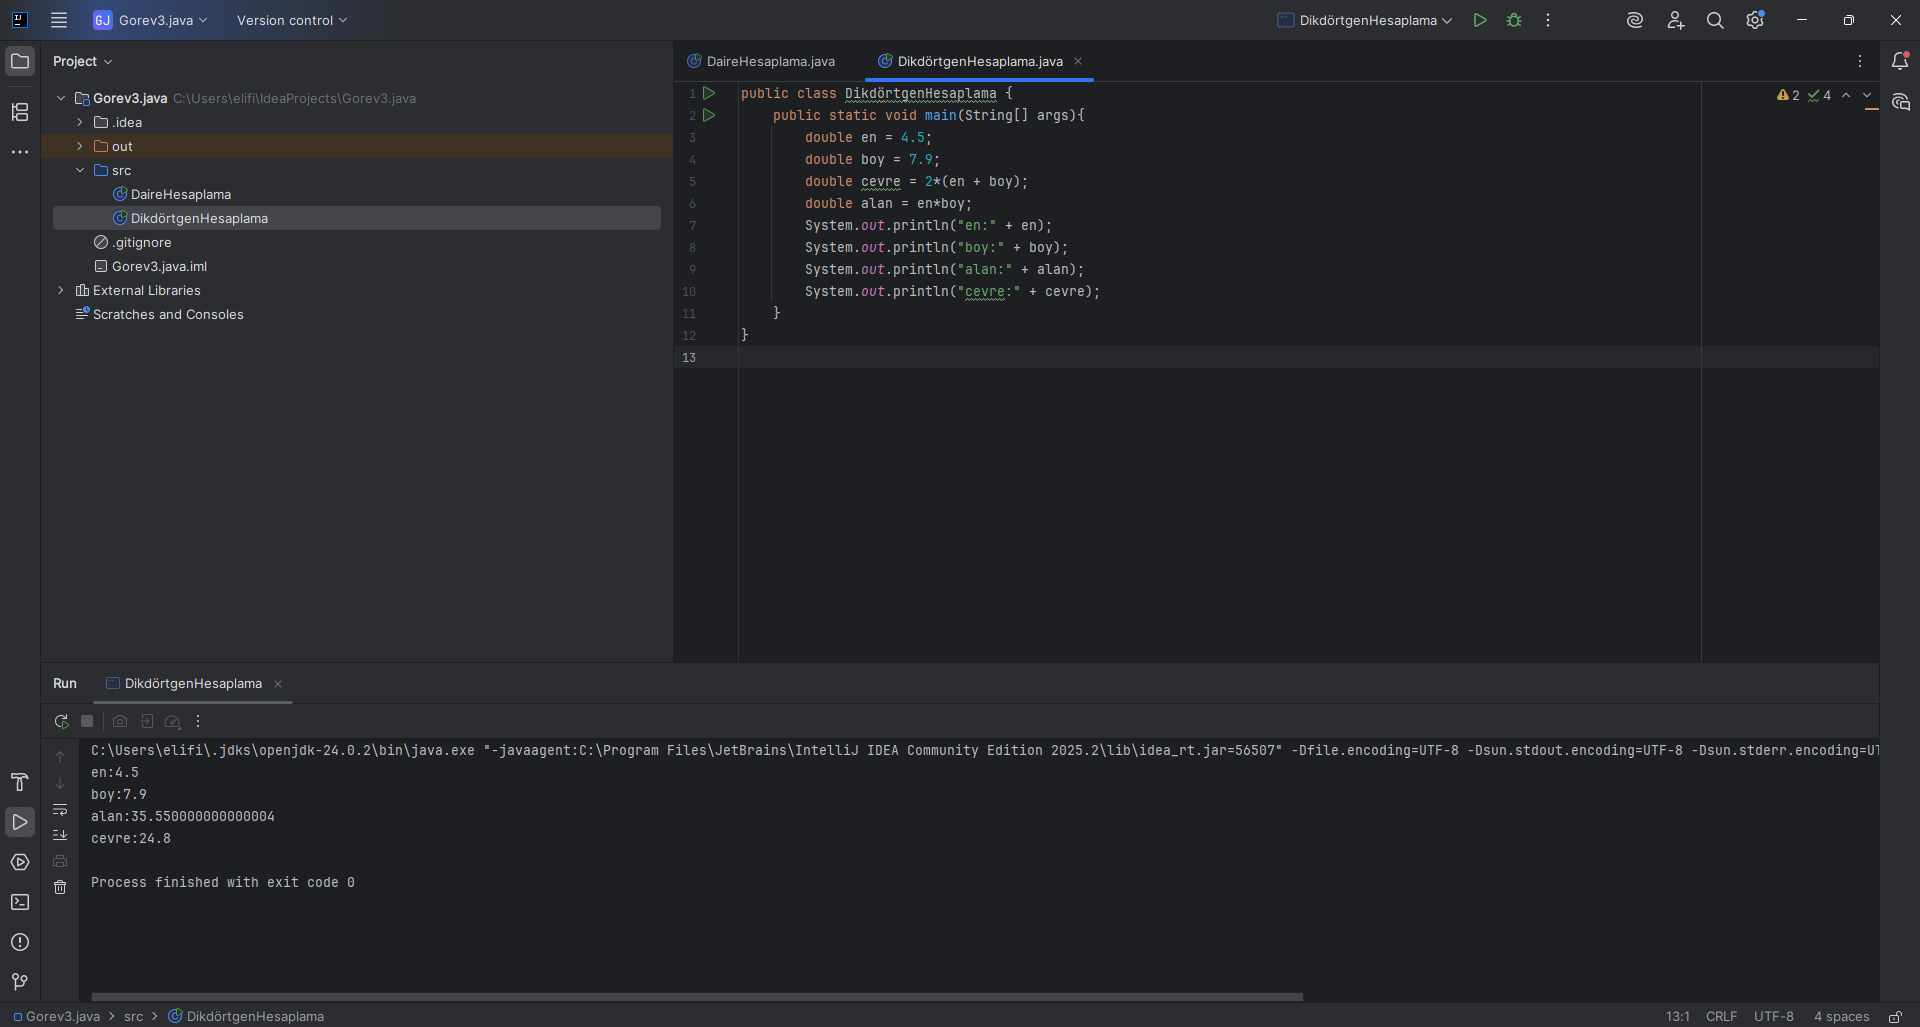 GJ Gorev3.java Version control DikdörtgenHesaplama
Project
DaireHesaplama.java DikdörtgenHesaplama.java
Gorev3.java C:\Users\elifi\IdeaProjects\Gorev3.java
.idea
out
src
DaireHesaplama
DikdörtgenHesaplama
.gitignore
Gorev3.java.iml
External Libraries
Scratches and Consoles
2 4
1 public class DikdörtgenHesaplama {
2 public static void main(String[] args){
3 double en = 4.5;
4 double boy = 7.9;
5 double cevre = 2*(en + boy);
6 double alan = en*boy;
7 System.out.println("en:" + en);
8 System.out.println("boy:" + boy);
9 System.out.println("alan:" + alan);
10 System.out.println("cevre:" + cevre);
11 }
12 }
13
Run DikdörtgenHesaplama
C:\Users\elifi\.jdks\openjdk-24.0.2\bin\java.exe "-javaagent:C:\Program Files\JetBrains\IntelliJ IDEA Community Edition 2025.2\lib\idea_rt.jar=56507" -Dfile.encoding=UTF-8 -Dsun.stdout.encoding=UTF-8 -Dsun.stderr.encoding=UT
en:4.5
boy:7.9
alan:35.550000000000004
cevre:24.8
Process finished with exit code 0
Gorev3.java src DikdörtgenHesaplama 13:1 CRLF UTF-8 4 spaces